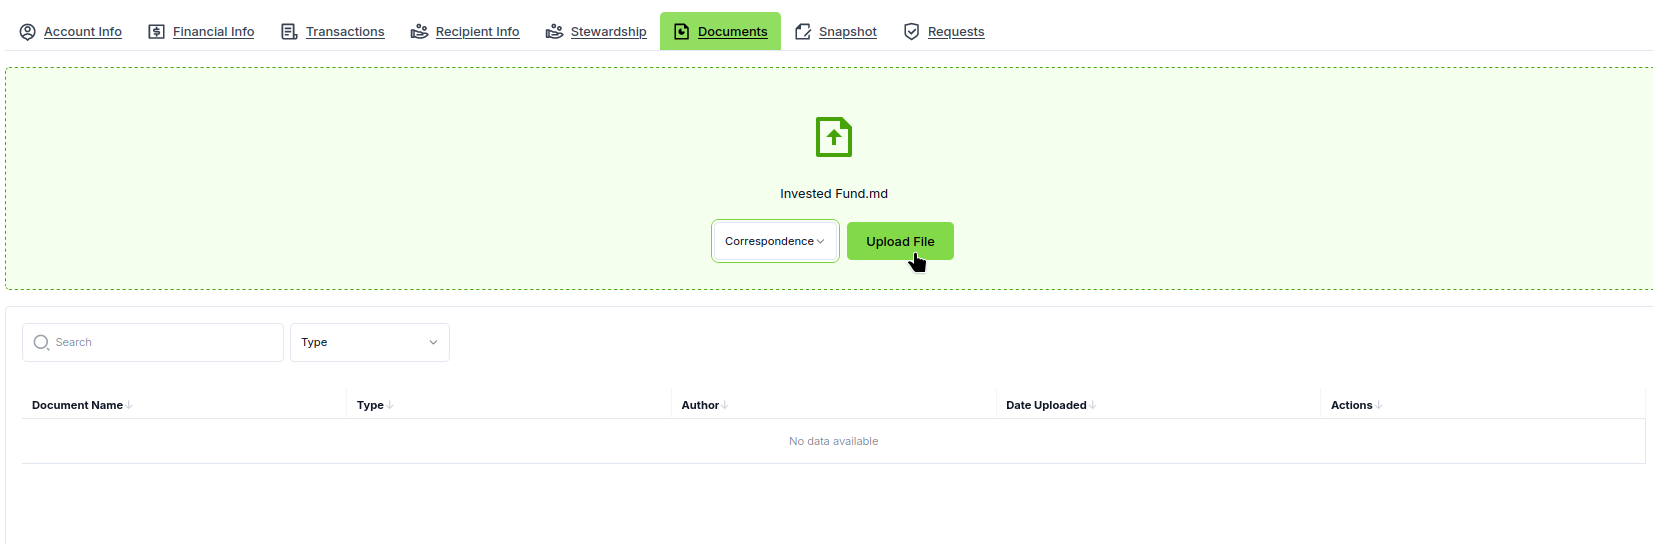 Account Info Financial Info Transactions Recipient Info Stewardship Documents Snapshot Requests
Invested Fund.md
Correspondence Upload File
Search Type
Document Name Type Author Date Uploaded Actions
No data available